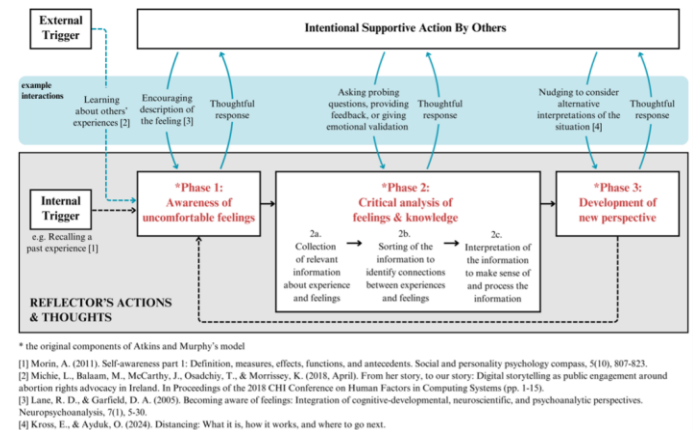 External
Trigger
Intentional Supportive Action By Others
example
interactions
Learning
about others'
experiences [2]
Encouraging
description of
the feeling [3]
Thoughtful
response
Asking probing
questions, providing
feedback, or giving
emotional validation
Thoughtful
response
Nudging to consider
alternative
interpretations of the
situation [4]
Thoughtful
response
Internal
Trigger
e.g. Recalling a
past experience [1]
*Phase 1:
Awareness of
uncomfortable feelings
*Phase 2:
Critical analysis of
feelings & knowledge
2a.
Collection
of relevant
information
about experience
and feelings
2b.
Sorting of the
information to
identify connections
between experiences
and feelings
2c.
Interpretation of
the information
to make sense of
and process the
information
*Phase 3:
Development of
new perspective
REFLECTOR'S ACTIONS
& THOUGHTS
* the original components of Atkins and Murphy's model
[1] Morin, A. (2011). Self-awareness part 1: Definition, measures, effects, functions, and antecedents. Social and personality psychology compass, 5(10), 807-823.
[2] Michie, L., Balaam, M., McCarthy, J., Osadchiy, T., & Morrissey, K. (2018, April). From her story, to our story: Digital storytelling as public engagement around
abortion rights advocacy in Ireland. In Proceedings of the 2018 CHI Conference on Human Factors in Computing Systems (pp. 1-15).
[3] Lane, R. D., & Garfield, D. A. (2005). Becoming aware of feelings: Integration of cognitive-developmental, neuroscientific, and psychoanalytic perspectives.
Neuropsychoanalysis, 7(1), 5-30.
[4] Kross, E., & Ayduk, O. (2024). Distancing: What it is, how it works, and where to go next.